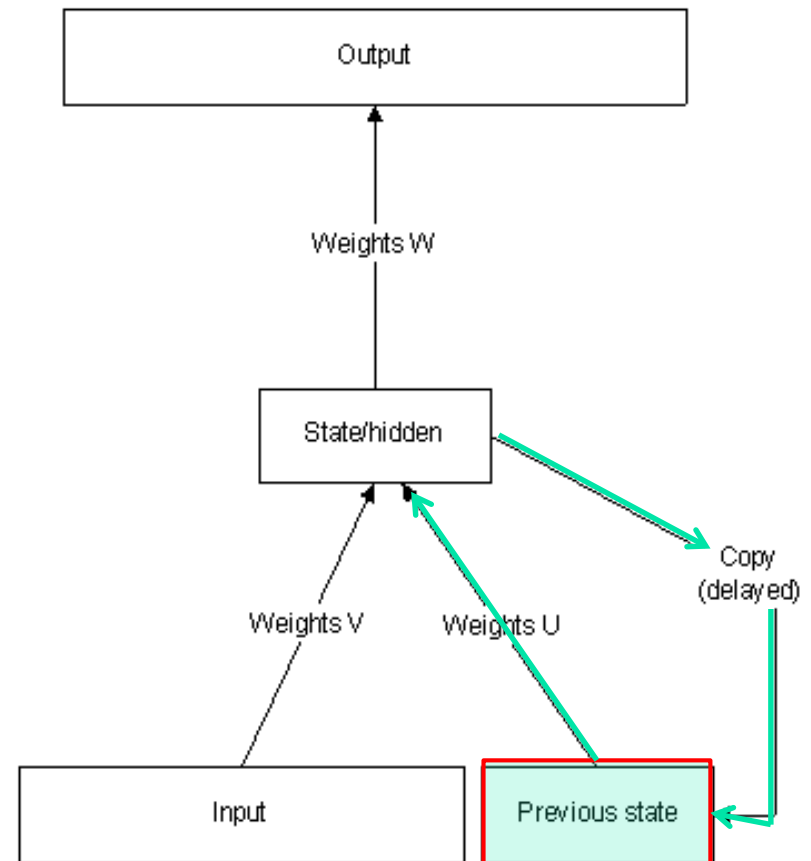 Output
Weights W
State/hidden
Copy
(delayed)
Weights V
Weights U
Input
Previous state